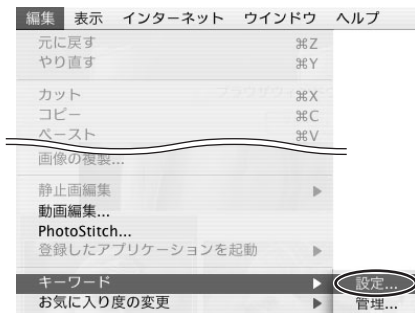 編集 表示 インターネット ウインドウ ヘルプ
元に戻す ⌘Z
やり直す ⌘Y
カット ⌘X
コピー ⌘C
ペースト ⌘V
画像の複製...
静止画編集 ▶
動画編集...
PhotoStitch...
登録したアプリケーションを起動 ▶
キーワード ▶ 設定...
お気に入り度の変更 ▶ 管理...